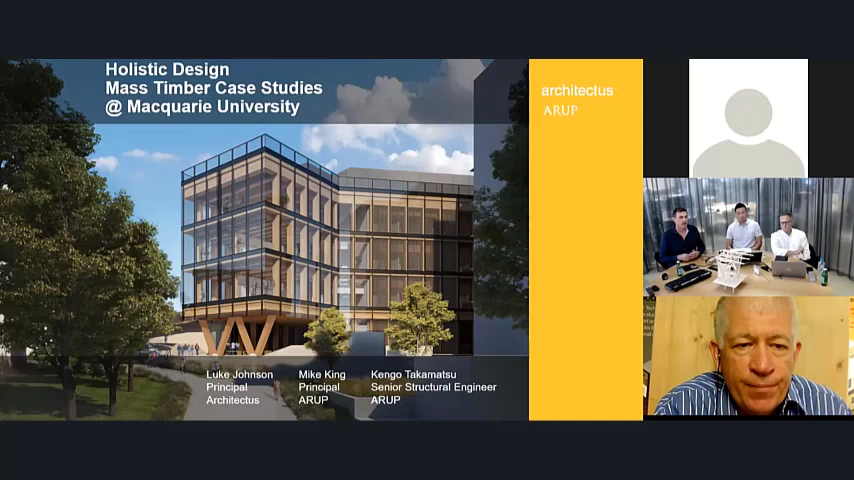 Holistic Design
Mass Timber Case Studies
@ Macquarie University
architectus
ARUP
Luke Johnson
Principal
Architectus
Mike King
Principal
ARUP
Kengo Takamatsu
Senior Structural Engineer
ARUP